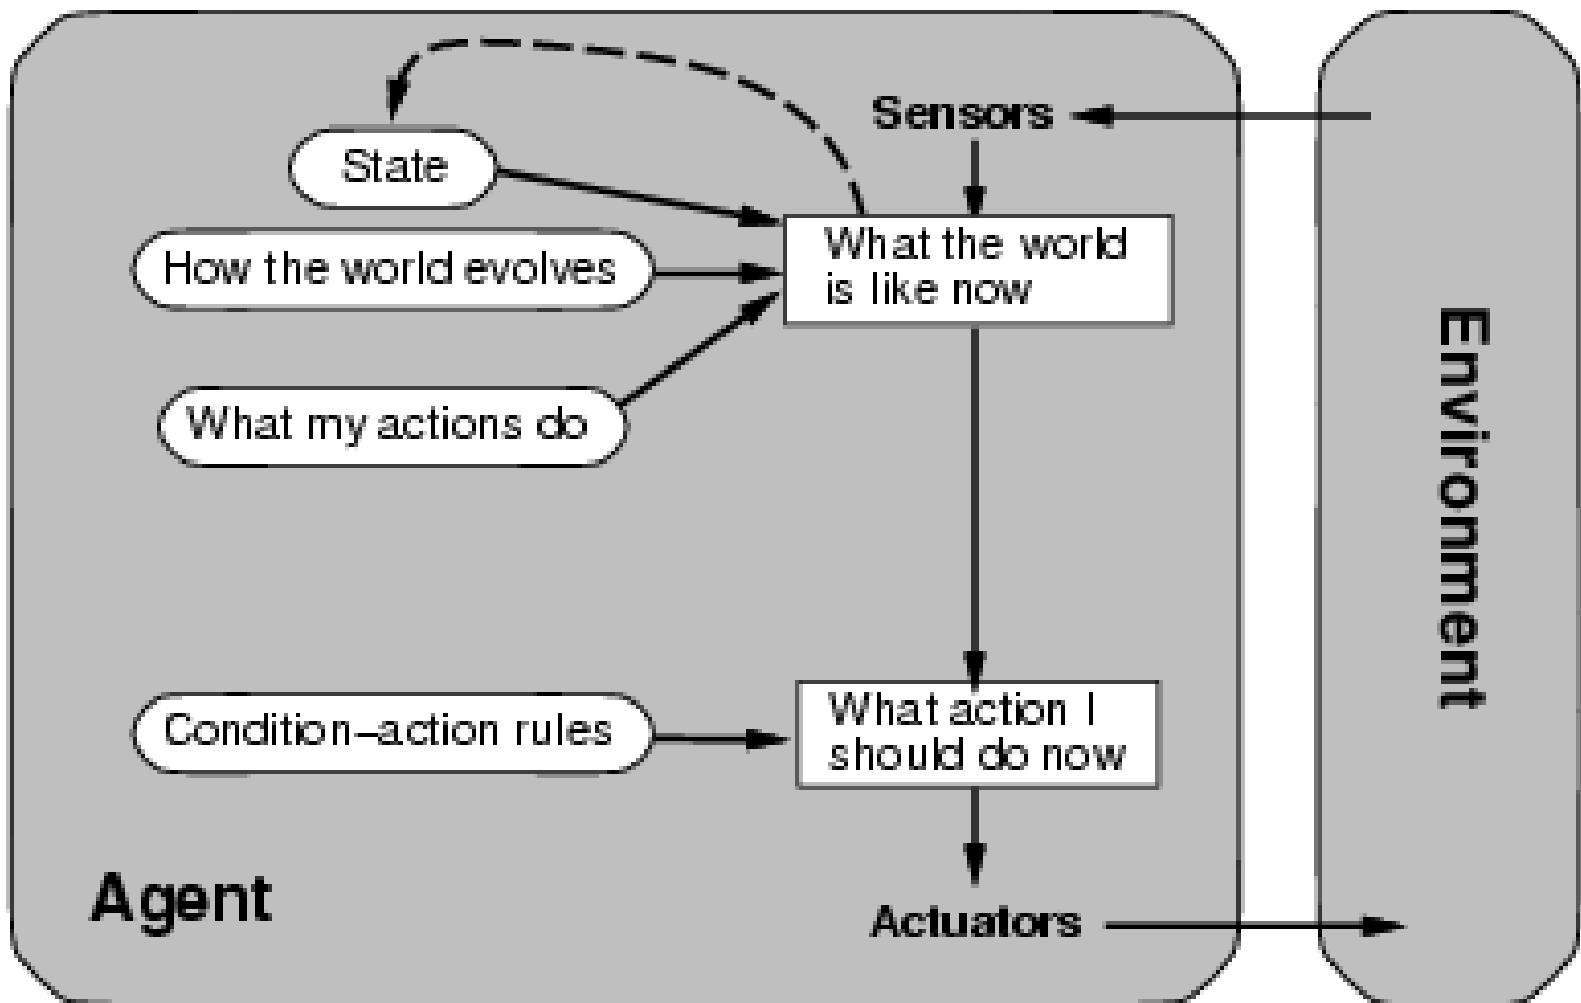 Sensors
State
What the world
is like now
How the world evolves
What my actions do
Environment
Condition–action rules
What action I
should do now
Agent
Actuators